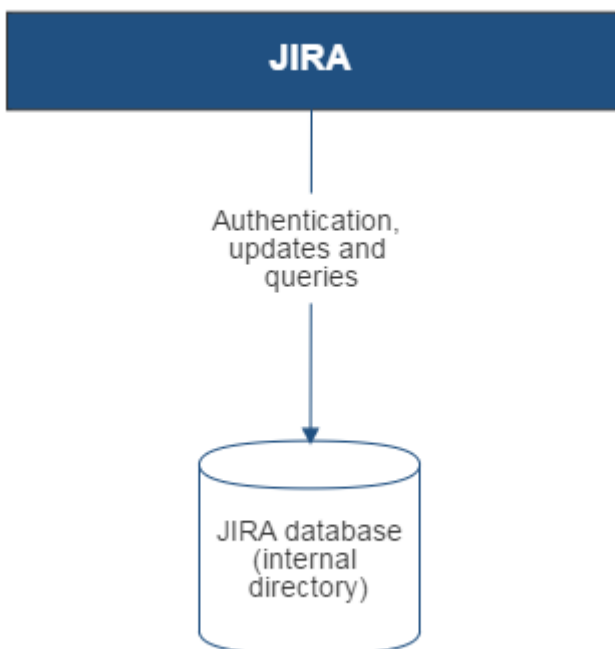 JIRA
Authentication,
updates and
queries
JIRA database
(internal
directory)